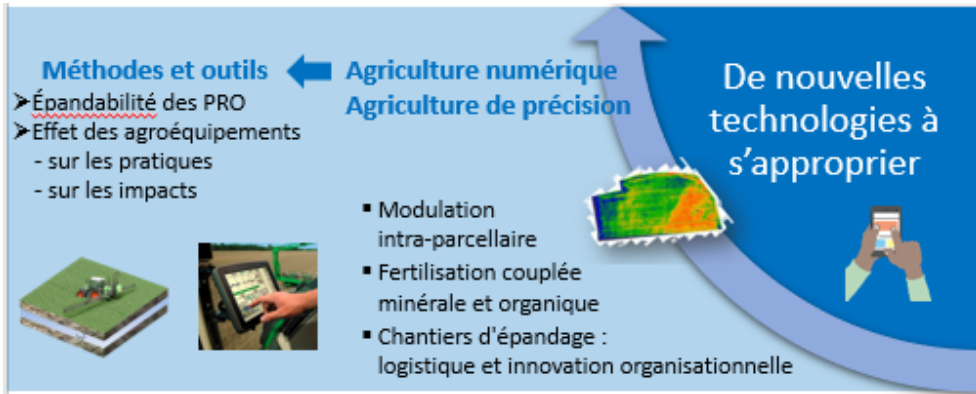 Méthodes et outils
➤Épandabilité des PRO
➤Effet des agroéquipements
- sur les pratiques
- sur les impacts
Agriculture numérique
Agriculture de précision
▪ Modulation
intra-parcellaire
▪ Fertilisation couplée
minérale et organique
▪ Chantiers d'épandage :
logistique et innovation organisationnelle
De nouvelles
technologies à
s’approprier